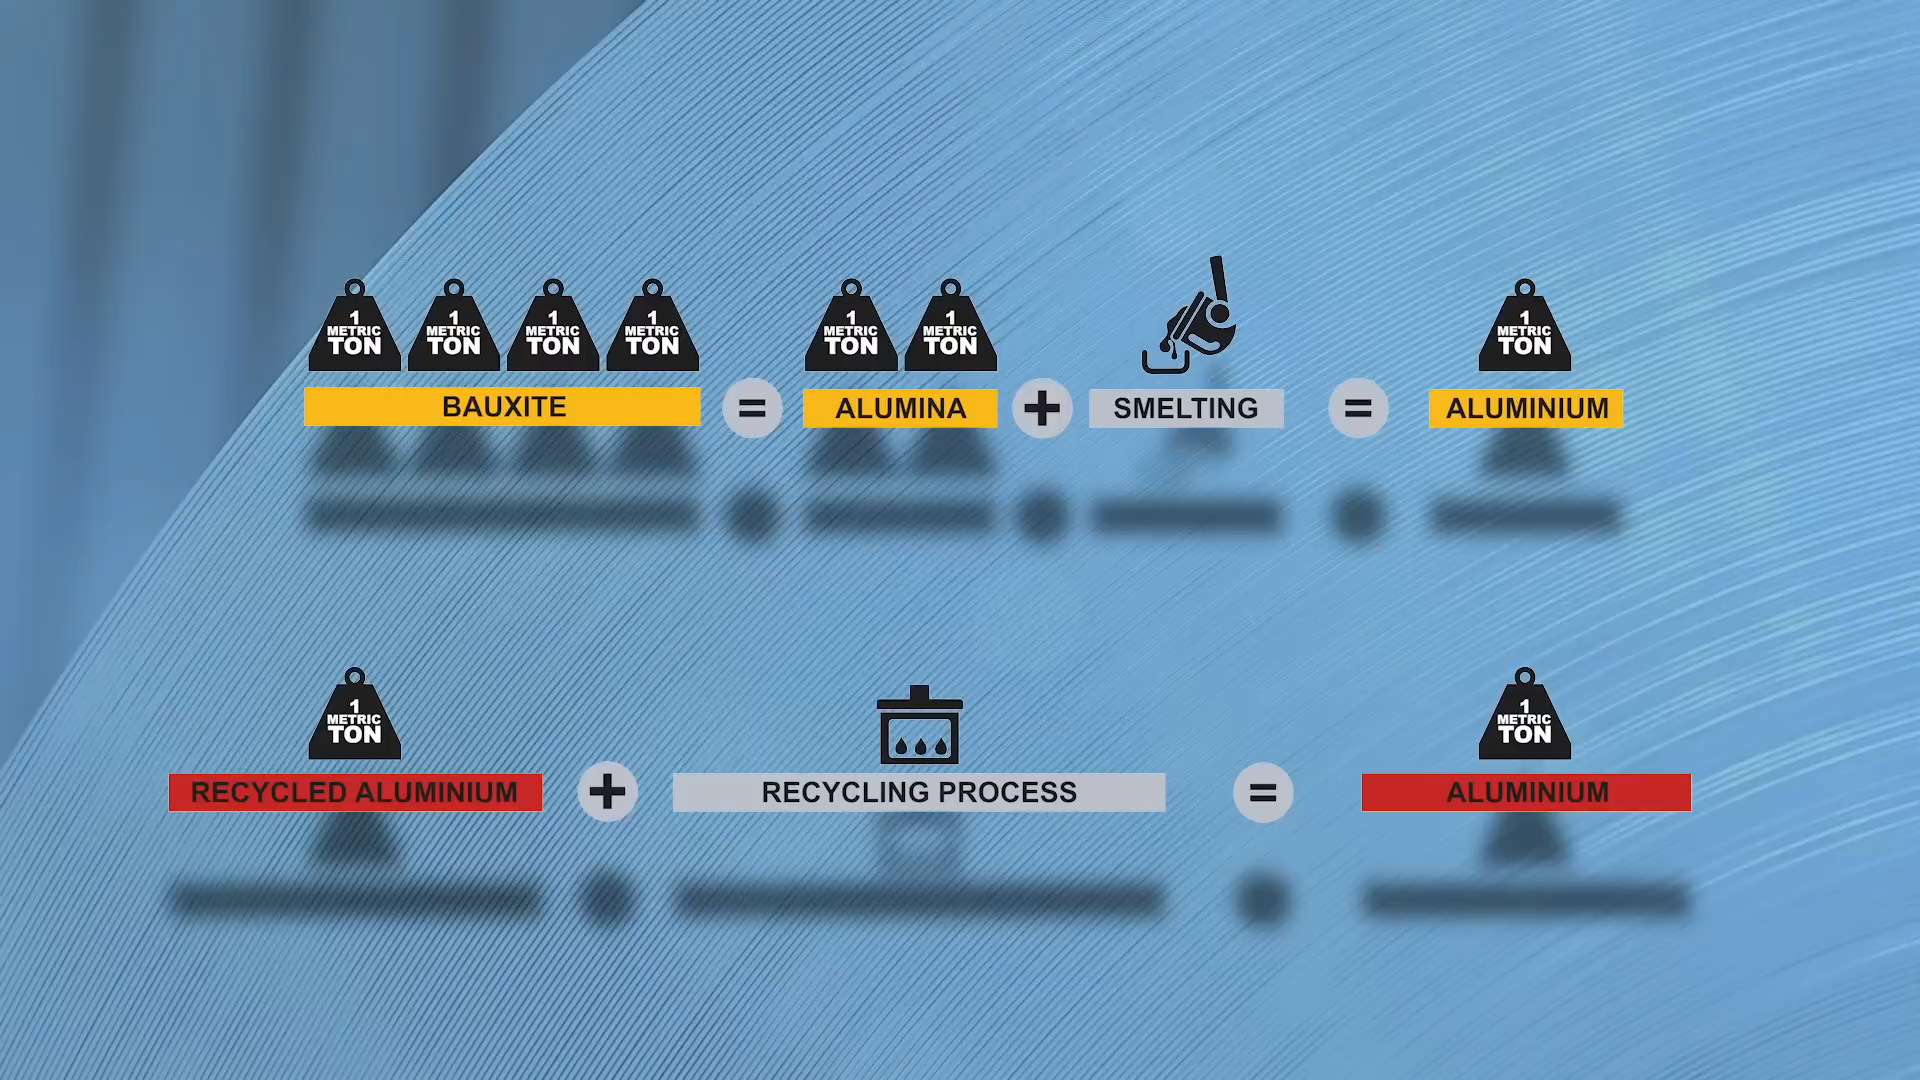 1
METRIC
TON
1
METRIC
TON
1
METRIC
TON
1
METRIC
TON
1
METRIC
TON
1
METRIC
TON
1
METRIC
TON
BAUXITE = ALUMINA + SMELTING = ALUMINIUM
1
METRIC
TON
1
METRIC
TON
RECYCLED ALUMINIUM + RECYCLING PROCESS = ALUMINIUM